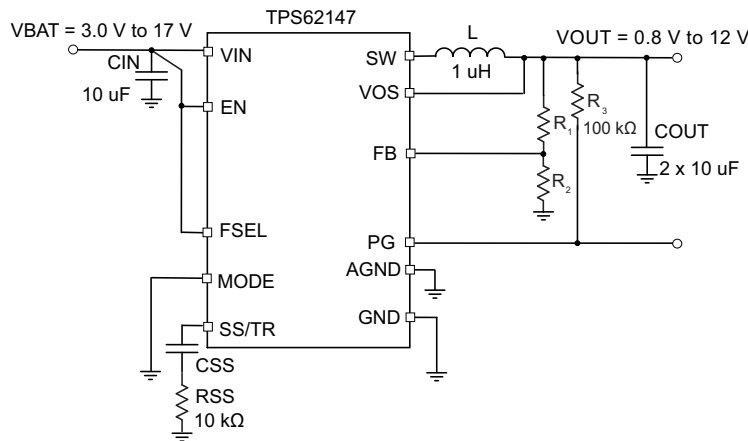 TPS62147
VBAT = 3.0 V to 17 V
VIN
CIN
10 uF
EN
FSEL
MODE
SS/TR
CSS
RSS
10 kΩ
SW
L
1 uH
VOUT = 0.8 V to 12 V
VOS
R1
R3
100 kΩ
COUT
2 x 10 uF
FB
R2
PG
AGND
GND